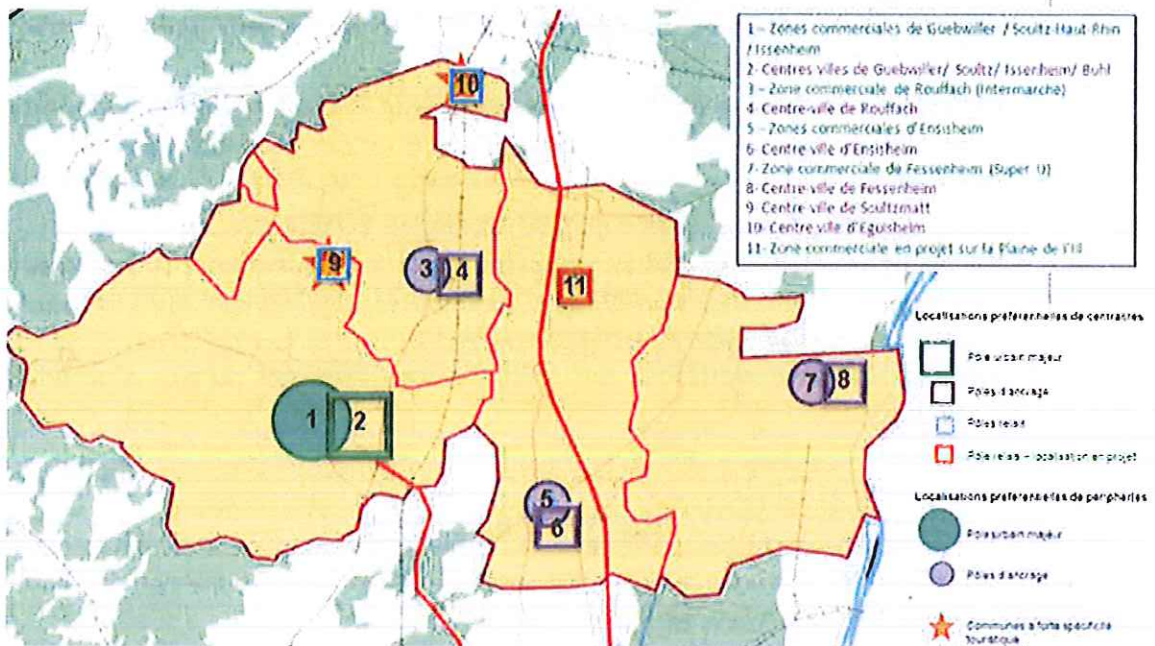 1 - Zones commerciales de Guebwiller / Soultz-Haut-Rhin
/ Issenheim
2- Centres villes de Guebwiller/ Soultz/ Issenheim/ Buhl
3 - Zone commerciale de Rouffach (Intermarché)
4- Centre-ville de Rouffach
5 - Zones commerciales d'Ensisheim
6- Centre ville d'Ensisheim
7- Zone commerciale de Fessenheim (Super U)
8- Centre-ville de Fessenheim
9- Centre ville de Soultzmatt
10- Centre ville d'Eguisheim
11- Zone commerciale en projet sur la Plaine de l'Ill
10
9
3
4
11
7
8
1
2
5
6
Localisations préférentielles de centralités
Pôle urbain majeur
Pôles d'ancrage
Pôles relais
Pôle relais - localisation en projet
Localisations préférentielles de périphéries
Pôle urbain majeur
Pôles d'ancrage
Communes à forte spécificité
touristique